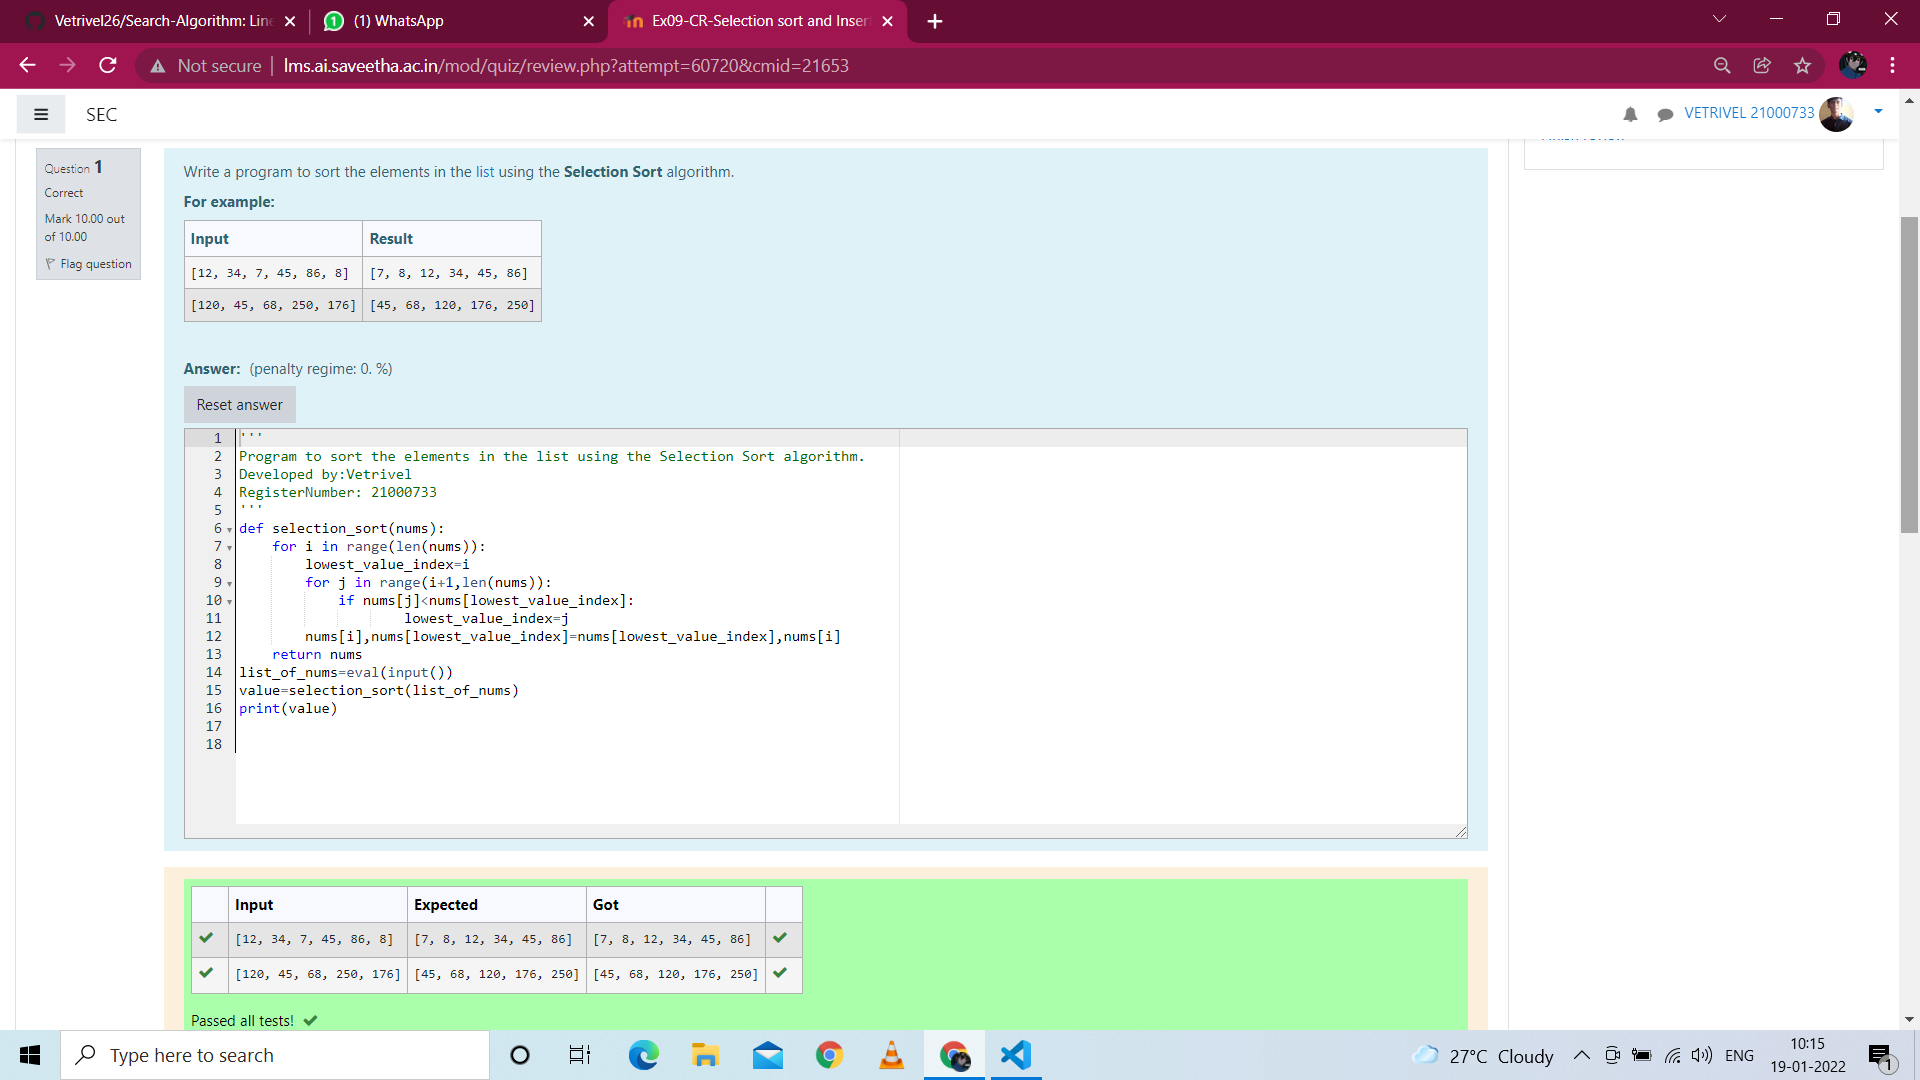 Vetrivel26/Search-Algorithm: Line
(1) WhatsApp
Ex09-CR-Selection sort and Inser
Not secure
lms.ai.saveetha.ac.in/mod/quiz/review.php?attempt=60720&cmid=21653
SEC
VETRIVEL 21000733
Question 1
Correct
Mark 10.00 out
of 10.00
Flag question
Write a program to sort the elements in the list using the Selection Sort algorithm.
For example:
Input Result
[12, 34, 7, 45, 86, 8] [7, 8, 12, 34, 45, 86]
[120, 45, 68, 250, 176] [45, 68, 120, 176, 250]
Answer: (penalty regime: 0. %)
Reset answer
1 '''
2 Program to sort the elements in the list using the Selection Sort algorithm.
3 Developed by:Vetrivel
4 RegisterNumber: 21000733
5 '''
6 def selection_sort(nums):
7     for i in range(len(nums)):
8         lowest_value_index=i
9         for j in range(i+1,len(nums)):
10             if nums[j]<nums[lowest_value_index]:
11                     lowest_value_index=j
12         nums[i],nums[lowest_value_index]=nums[lowest_value_index],nums[i]
13     return nums
14 list_of_nums=eval(input())
15 value=selection_sort(list_of_nums)
16 print(value)
17
18
Input Expected Got
[12, 34, 7, 45, 86, 8] [7, 8, 12, 34, 45, 86] [7, 8, 12, 34, 45, 86]
[120, 45, 68, 250, 176] [45, 68, 120, 176, 250] [45, 68, 120, 176, 250]
Passed all tests!
Type here to search
27°C Cloudy
ENG
10:15
19-01-2022
1